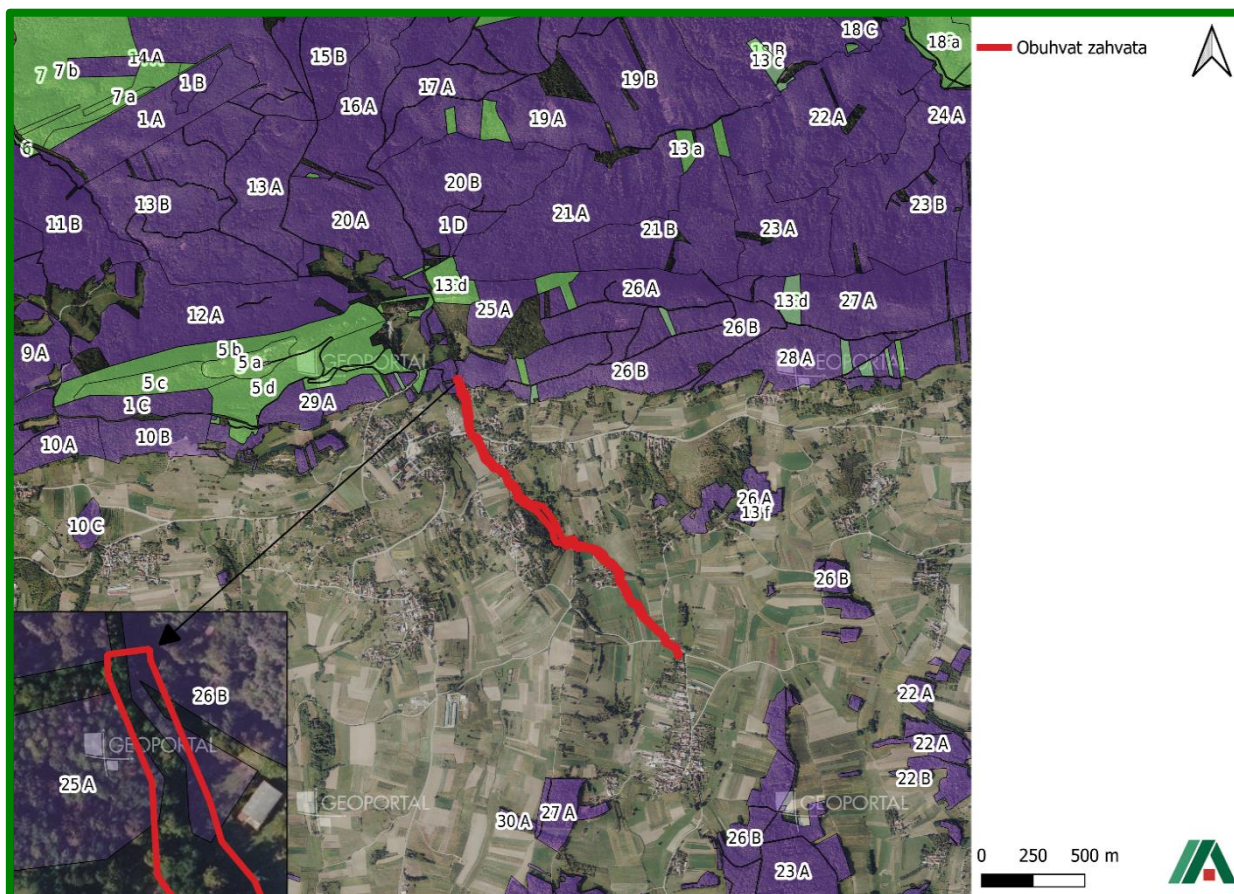 Obuhvat zahvata
18 C
18 a
14 A
15 B
13 C
7
7 b
1 B
17 A
19 B
7 a
16 A
1 A
19 A
22 A
24 A
6
13 a
20 B
13 A
13 B
20 A
21 A
23 B
11 B
1 D
21 B
23 A
13 d
26 A
13 d
27 A
25 A
12 A
26 B
9 A
5 b
GEOPORTAL
5 a
GEOPORTAL
28 A
5 c
5 d
26 B
1 C
29 A
10 A
10 B
26 A
10 C
13 f
26 B
26 B
22 A
GEOPORTAL
22 A
25 A
22 B
GEOPORTAL
30 A
27 A
GEOPORTAL
26 B
23 A
0 250 500 m